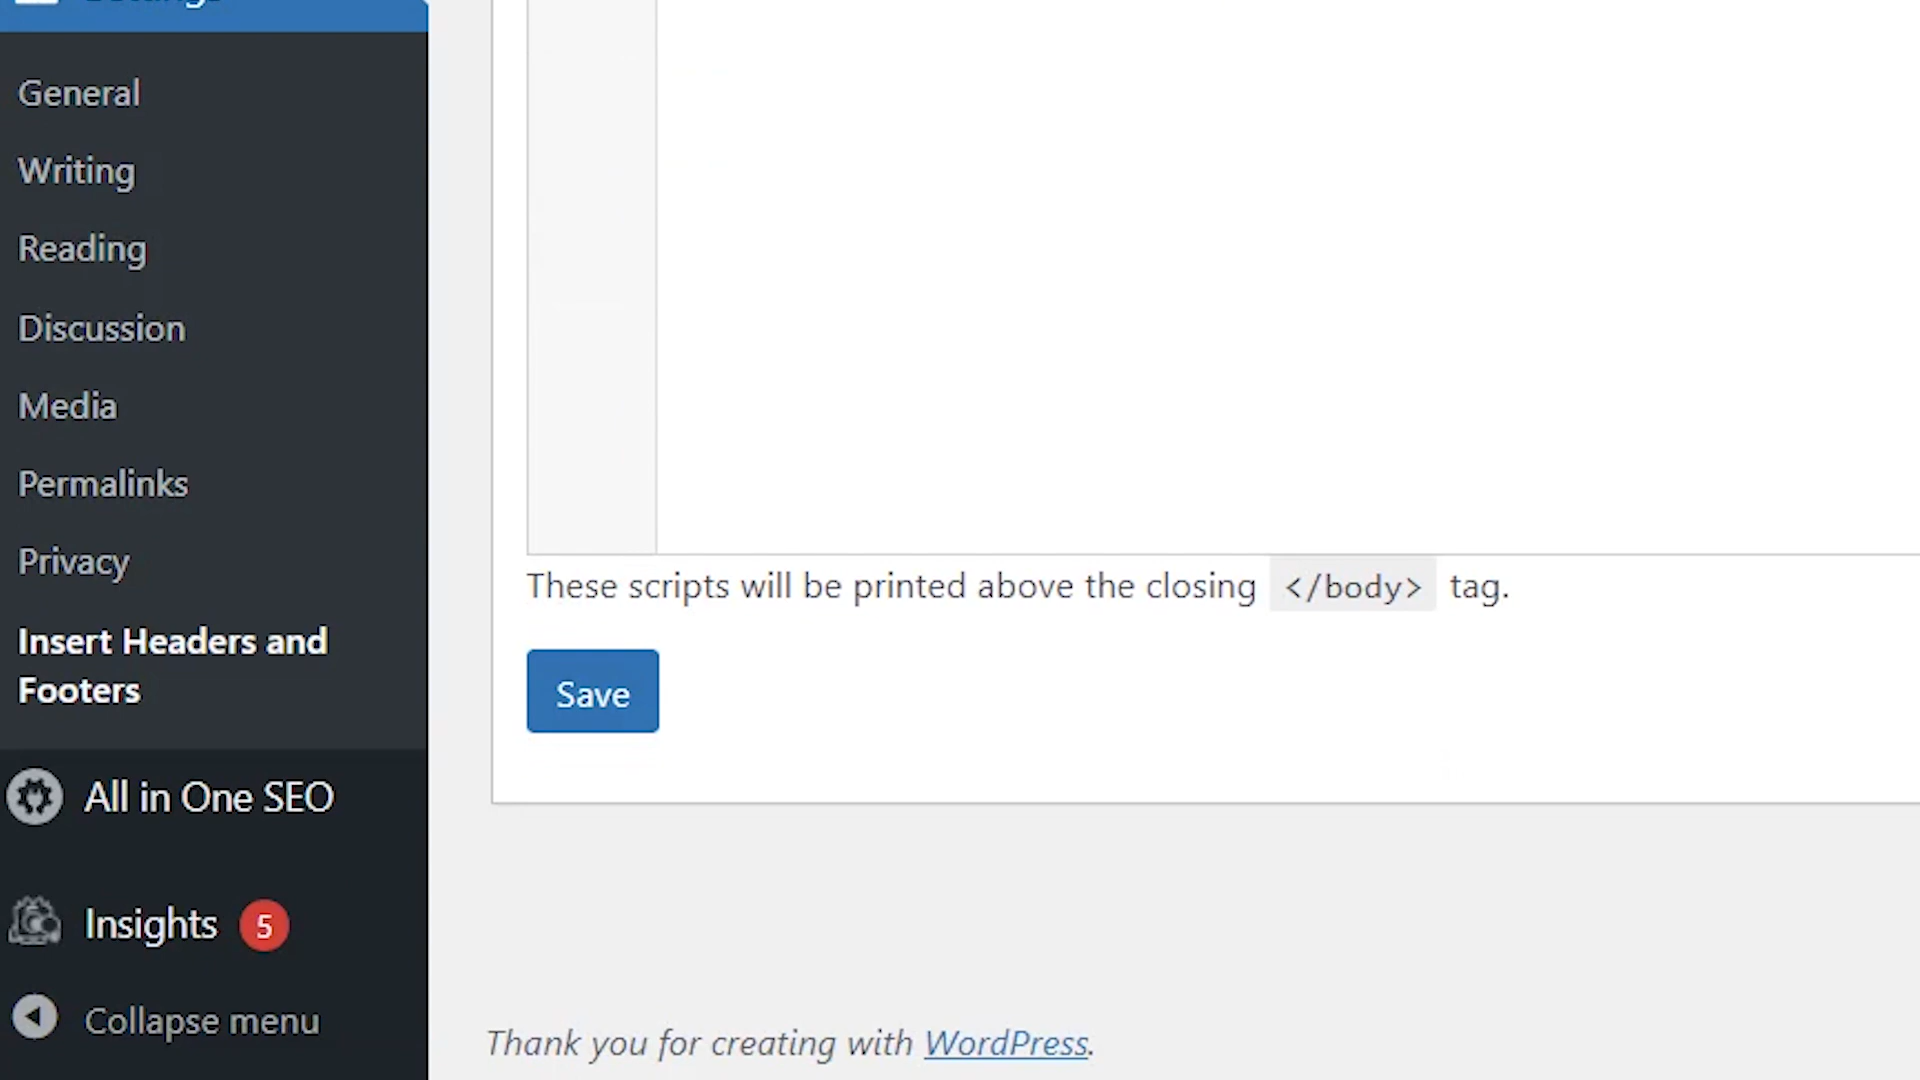 Settings
General
Writing
Reading
Discussion
Media
Permalinks
Privacy
Insert Headers and
Footers
All in One SEO
Insights 5
Collapse menu
These scripts will be printed above the closing </body> tag.
Save
Thank you for creating with WordPress.